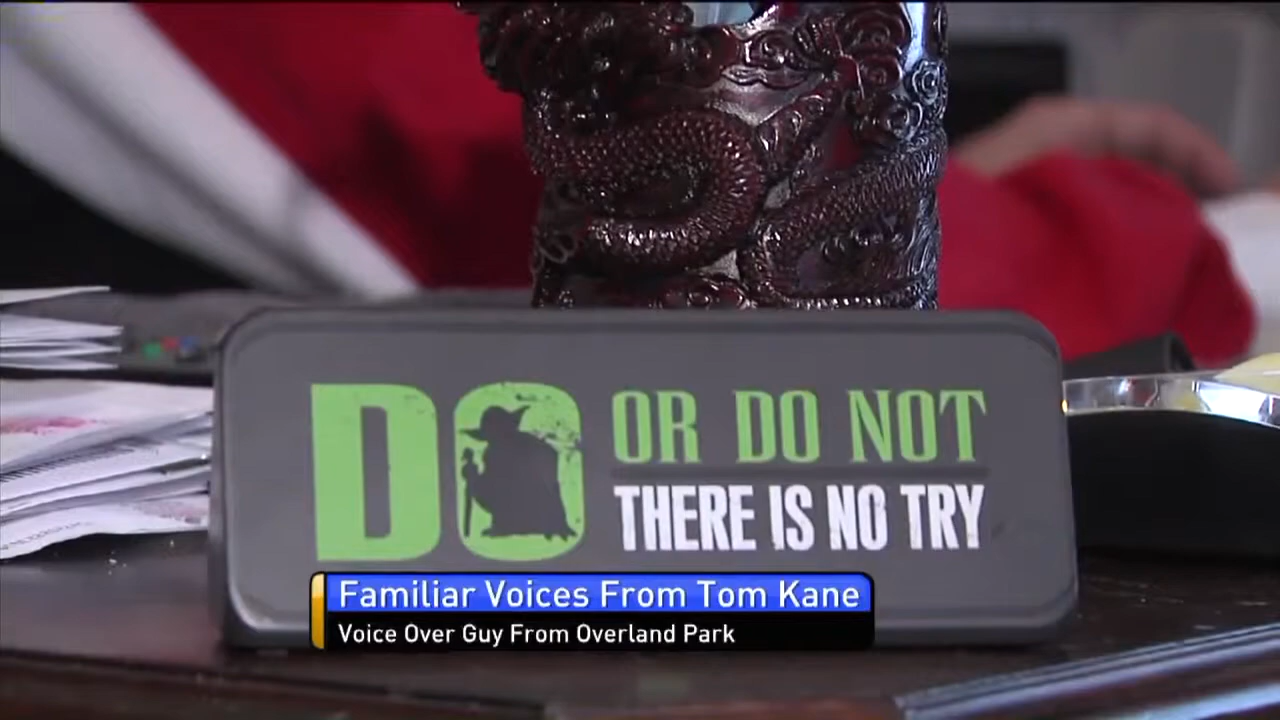 DO OR DO NOT
THERE IS NO TRY
Familiar Voices From Tom Kane
Voice Over Guy From Overland Park